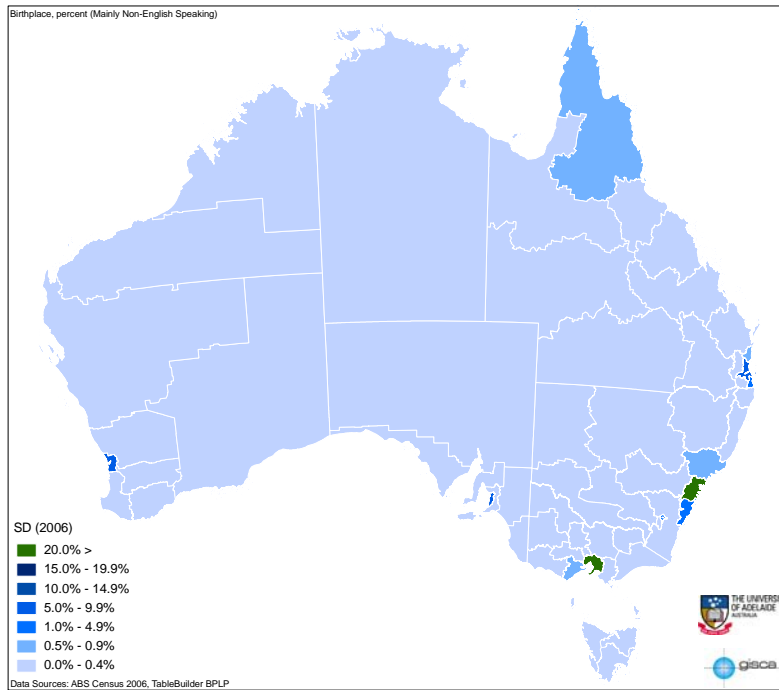 Birthplace, percent (Mainly Non-English Speaking)
SD (2006)
20.0% >
15.0% - 19.9%
10.0% - 14.9%
5.0% - 9.9%
1.0% - 4.9%
0.5% - 0.9%
0.0% - 0.4%
THE UNIVERSI
OF ADELAIDE
AUSTRALIA
gisca
Data Sources: ABS Census 2006, TableBuilder BPLP